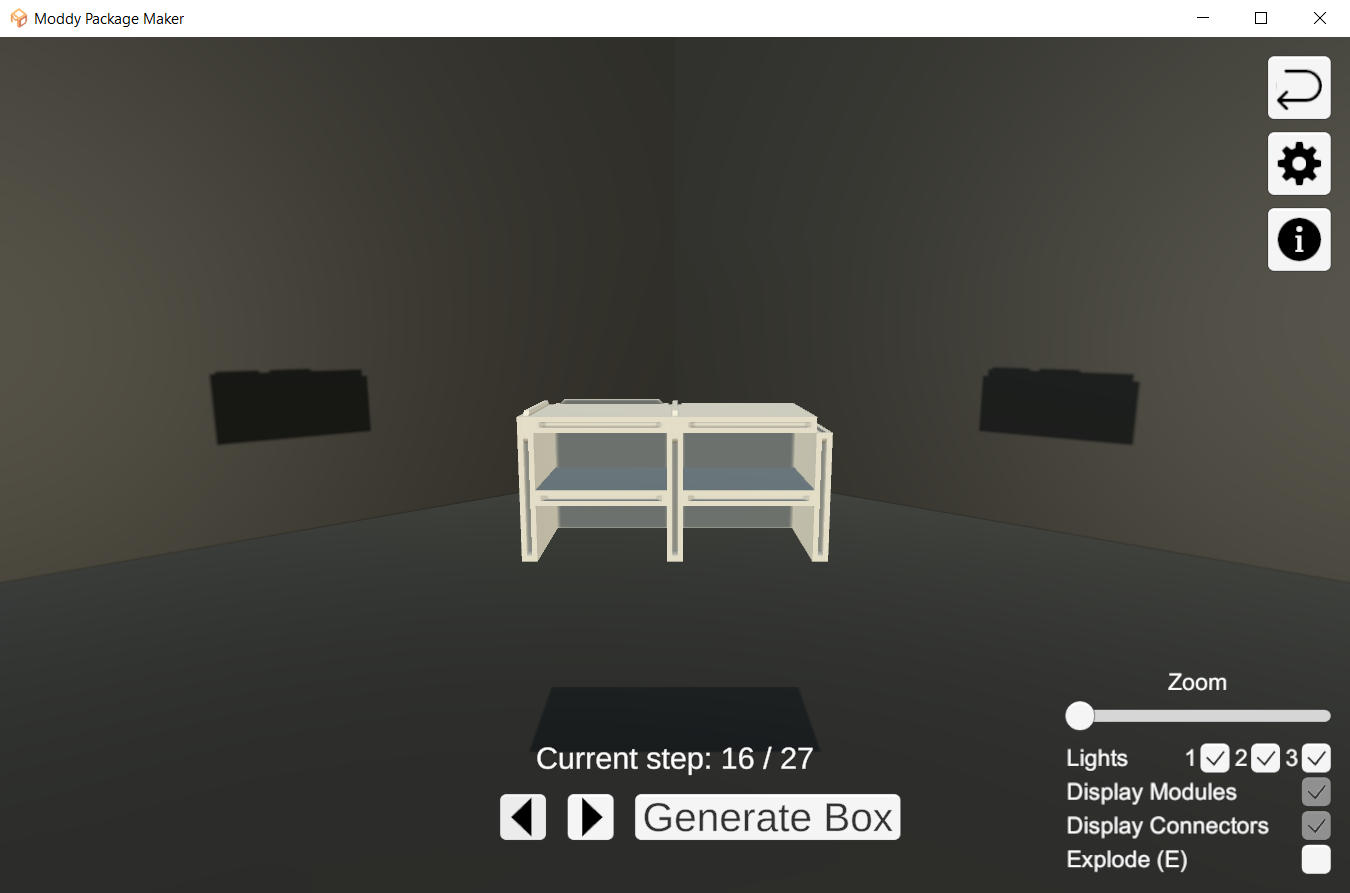 Moddy Package Maker
Zoom
Current step: 16 / 27
Lights 1 2 3
Display Modules
Generate Box
Display Connectors
Explode (E)